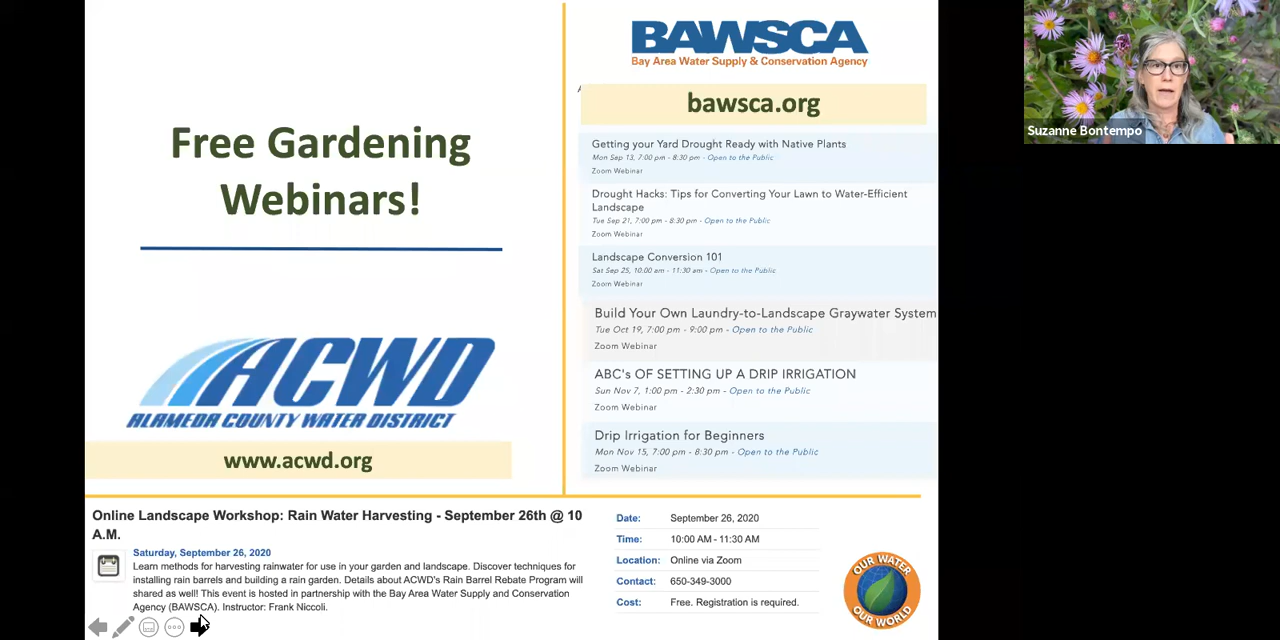 Free Gardening
Webinars!
ACWD
ALAMEDA COUNTY WATER DISTRICT
www.acwd.org
BAWSCA
Bay Area Water Supply & Conservation Agency
bawsca.org
Getting your Yard Drought Ready with Native Plants
Mon Sep 13, 7:00 pm - 8:30 pm - Open to the Public
Zoom Webinar
Drought Hacks: Tips for Converting Your Lawn to Water-Efficient
Landscape
Tue Sep 21, 7:00 pm - 8:30 pm - Open to the Public
Zoom Webinar
Landscape Conversion 101
Sat Sep 25, 10:00 am - 11:30 am - Open to the Public
Zoom Webinar
Build Your Own Laundry-to-Landscape Graywater System
Tue Oct 19, 7:00 pm - 9:00 pm - Open to the Public
Zoom Webinar
ABC's OF SETTING UP A DRIP IRRIGATION
Sun Nov 7, 1:00 pm - 2:30 pm - Open to the Public
Zoom Webinar
Drip Irrigation for Beginners
Mon Nov 15, 7:00 pm - 8:30 pm - Open to the Public
Zoom Webinar
Online Landscape Workshop: Rain Water Harvesting - September 26th @ 10
A.M.
Saturday, September 26, 2020
Learn methods for harvesting rainwater for use in your garden and landscape. Discover techniques for
installing rain barrels and building a rain garden. Details about ACWD's Rain Barrel Rebate Program will
shared as well! This event is hosted in partnership with the Bay Area Water Supply and Conservation
Agency (BAWSCA). Instructor: Frank Niccoli.
Date: September 26, 2020
Time: 10:00 AM - 11:30 AM
Location: Online via Zoom
Contact: 650-349-3000
Cost: Free. Registration is required.
OUR WATER
OUR WORLD
Suzanne Bontempo